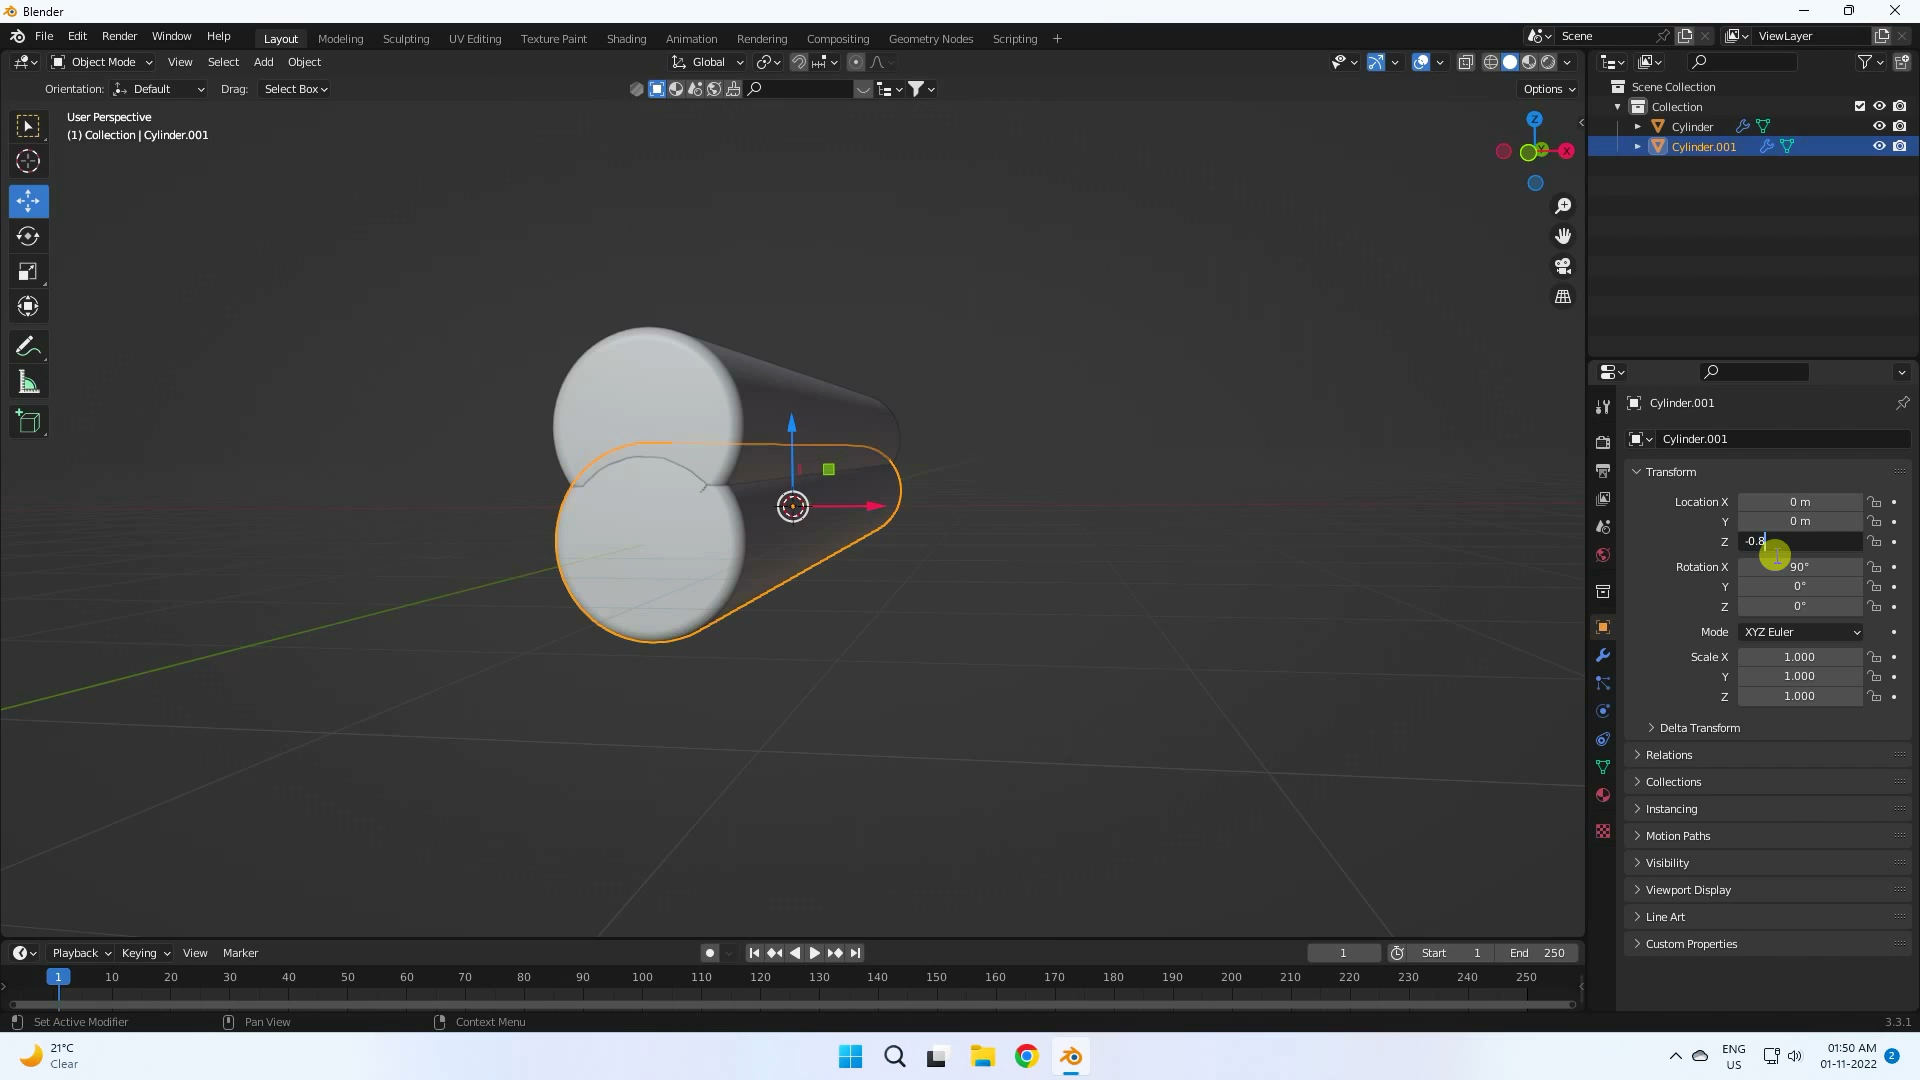 Blender
File Edit Render Window Help Layout Modeling Sculpting UV Editing Texture Paint Shading Animation Rendering Compositing Geometry Nodes Scripting + Scene ViewLayer
Object Mode View Select Add Object Global
Orientation: Default Drag: Select Box Options
User Perspective
(1) Collection | Cylinder.001
Z
Y
X
Scene Collection
Collection
Cylinder
Cylinder.001
Cylinder.001
Cylinder.001
Transform
Location X 0 m
Y 0 m
Z -0.8
Rotation X 90°
Y 0°
Z 0°
Mode XYZ Euler
Scale X 1.000
Y 1.000
Z 1.000
Delta Transform
Relations
Collections
Instancing
Motion Paths
Visibility
Viewport Display
Line Art
Custom Properties
Playback Keying View Marker 1 Start 1 End 250
1 10 20 30 40 50 60 70 80 90 100 110 120 130 140 150 160 170 180 190 200 210 220 230 240 250
Set Active Modifier Pan View Context Menu 3.3.1
21°C
Clear
ENG
US
01:50 AM
01-11-2022
2